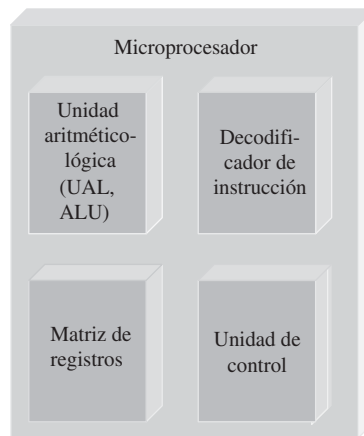 Microprocesador
Unidad
aritmético-
lógica
(UAL,
ALU)
Decodifi-
cador de
instrucción
Matriz de
registros
Unidad de
control